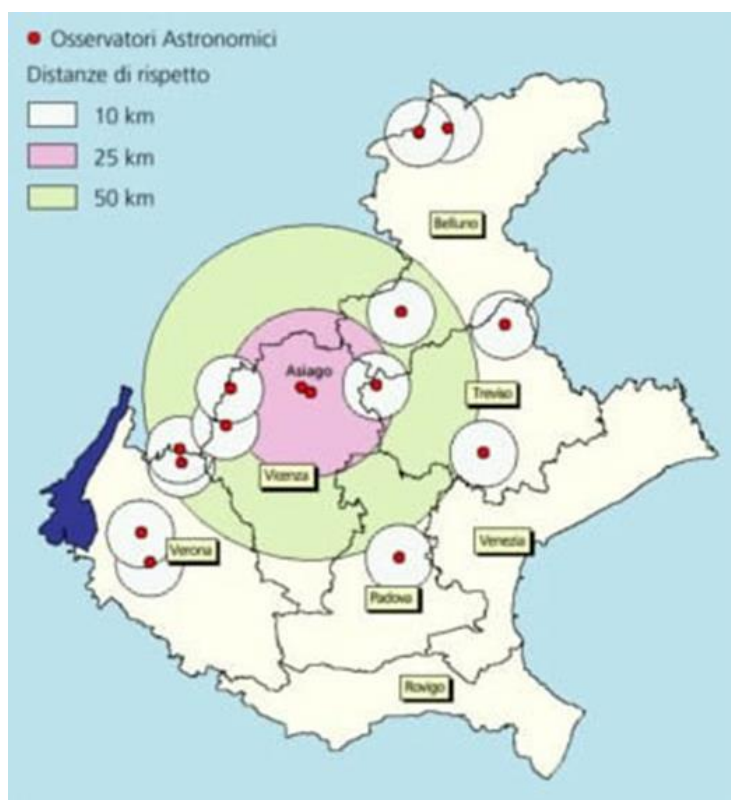 Osservatori Astronomici
Distanze di rispetto
10 km
25 km
50 km
Belluno
Asiago
Treviso
Vicenza
Verona
Venezia
Padova
Rovigo